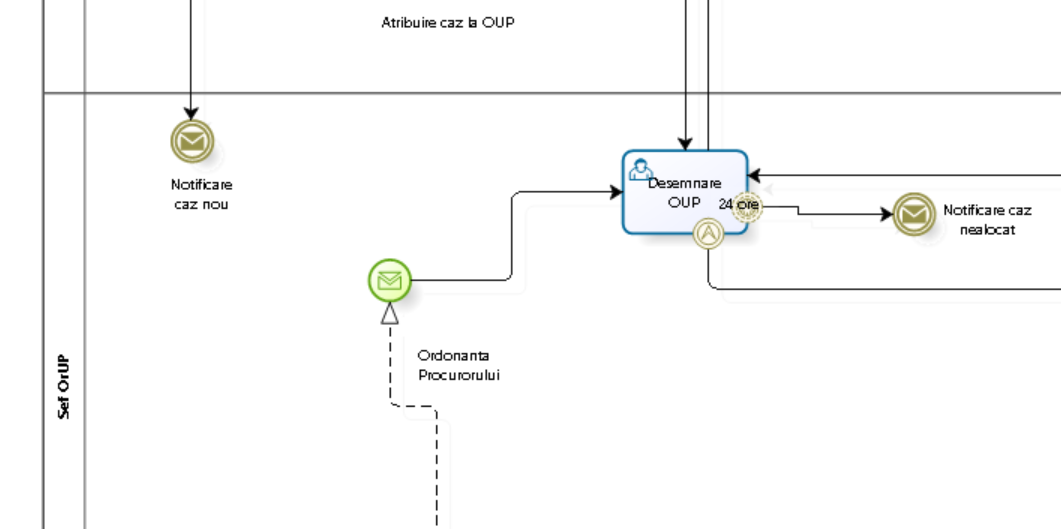 Atribuire caz la OUP
Notificare
caz nou
Desemnare
OUP
24 ore
Notificare caz
nealocat
Ordonanta
Procurorului
Sef OrUP